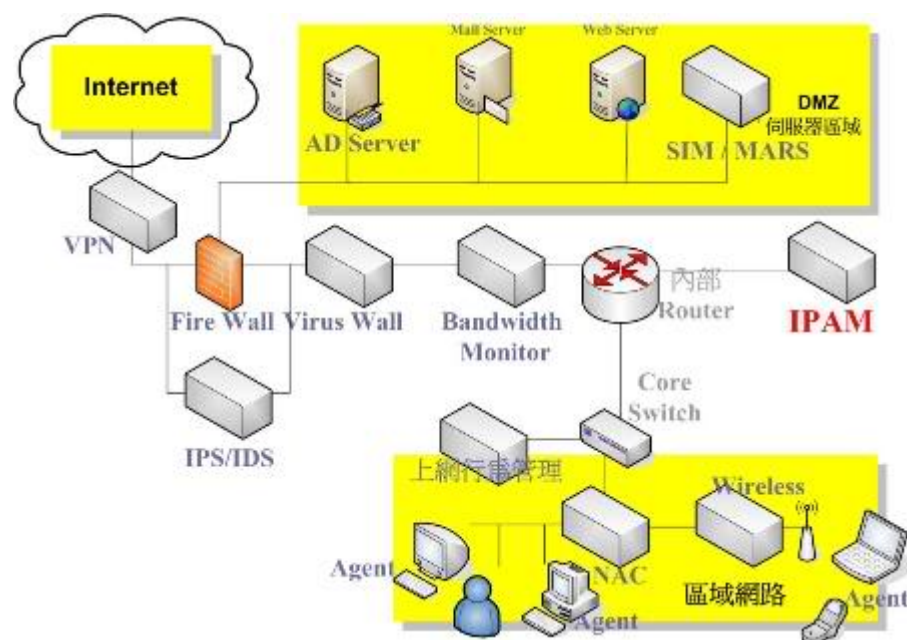 Internet
Mail Server
Web Server
AD Server
DMZ
伺服器區域
SIM / MARS
VPN
Fire Wall
Virus Wall
Bandwidth
Monitor
內部
Router
IPAM
IPS/IDS
Core
Switch
上網行為管理
Wireless
Agent
NAC
Agent
區域網路
Agent